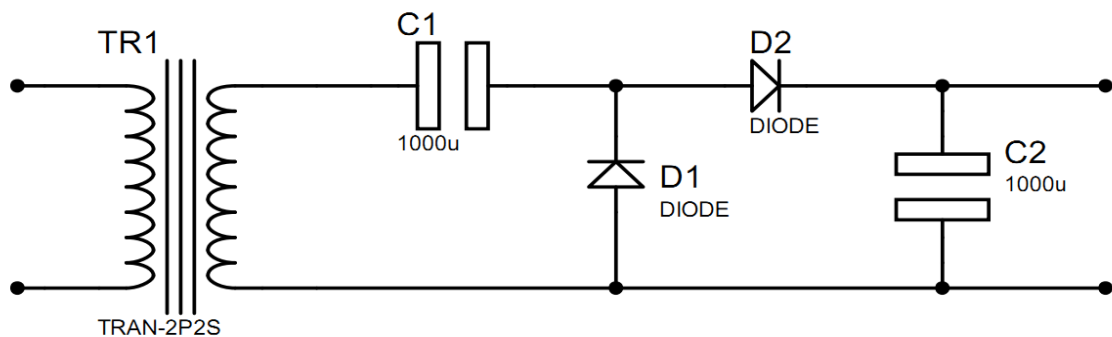 TR1
TRAN-2P2S
C1
1000u
D1
DIODE
D2
DIODE
C2
1000u